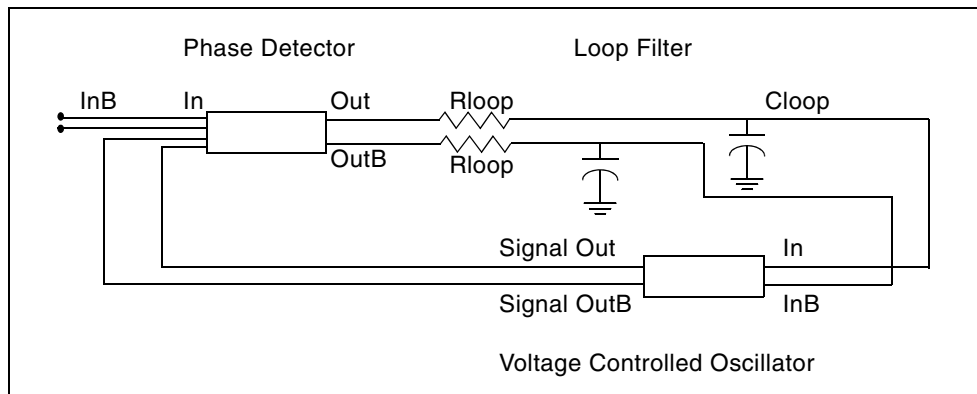 Phase Detector
Loop Filter
InB
In
Out
Rloop
Cloop
OutB
Rloop
Signal Out
In
Signal OutB
InB
Voltage Controlled Oscillator